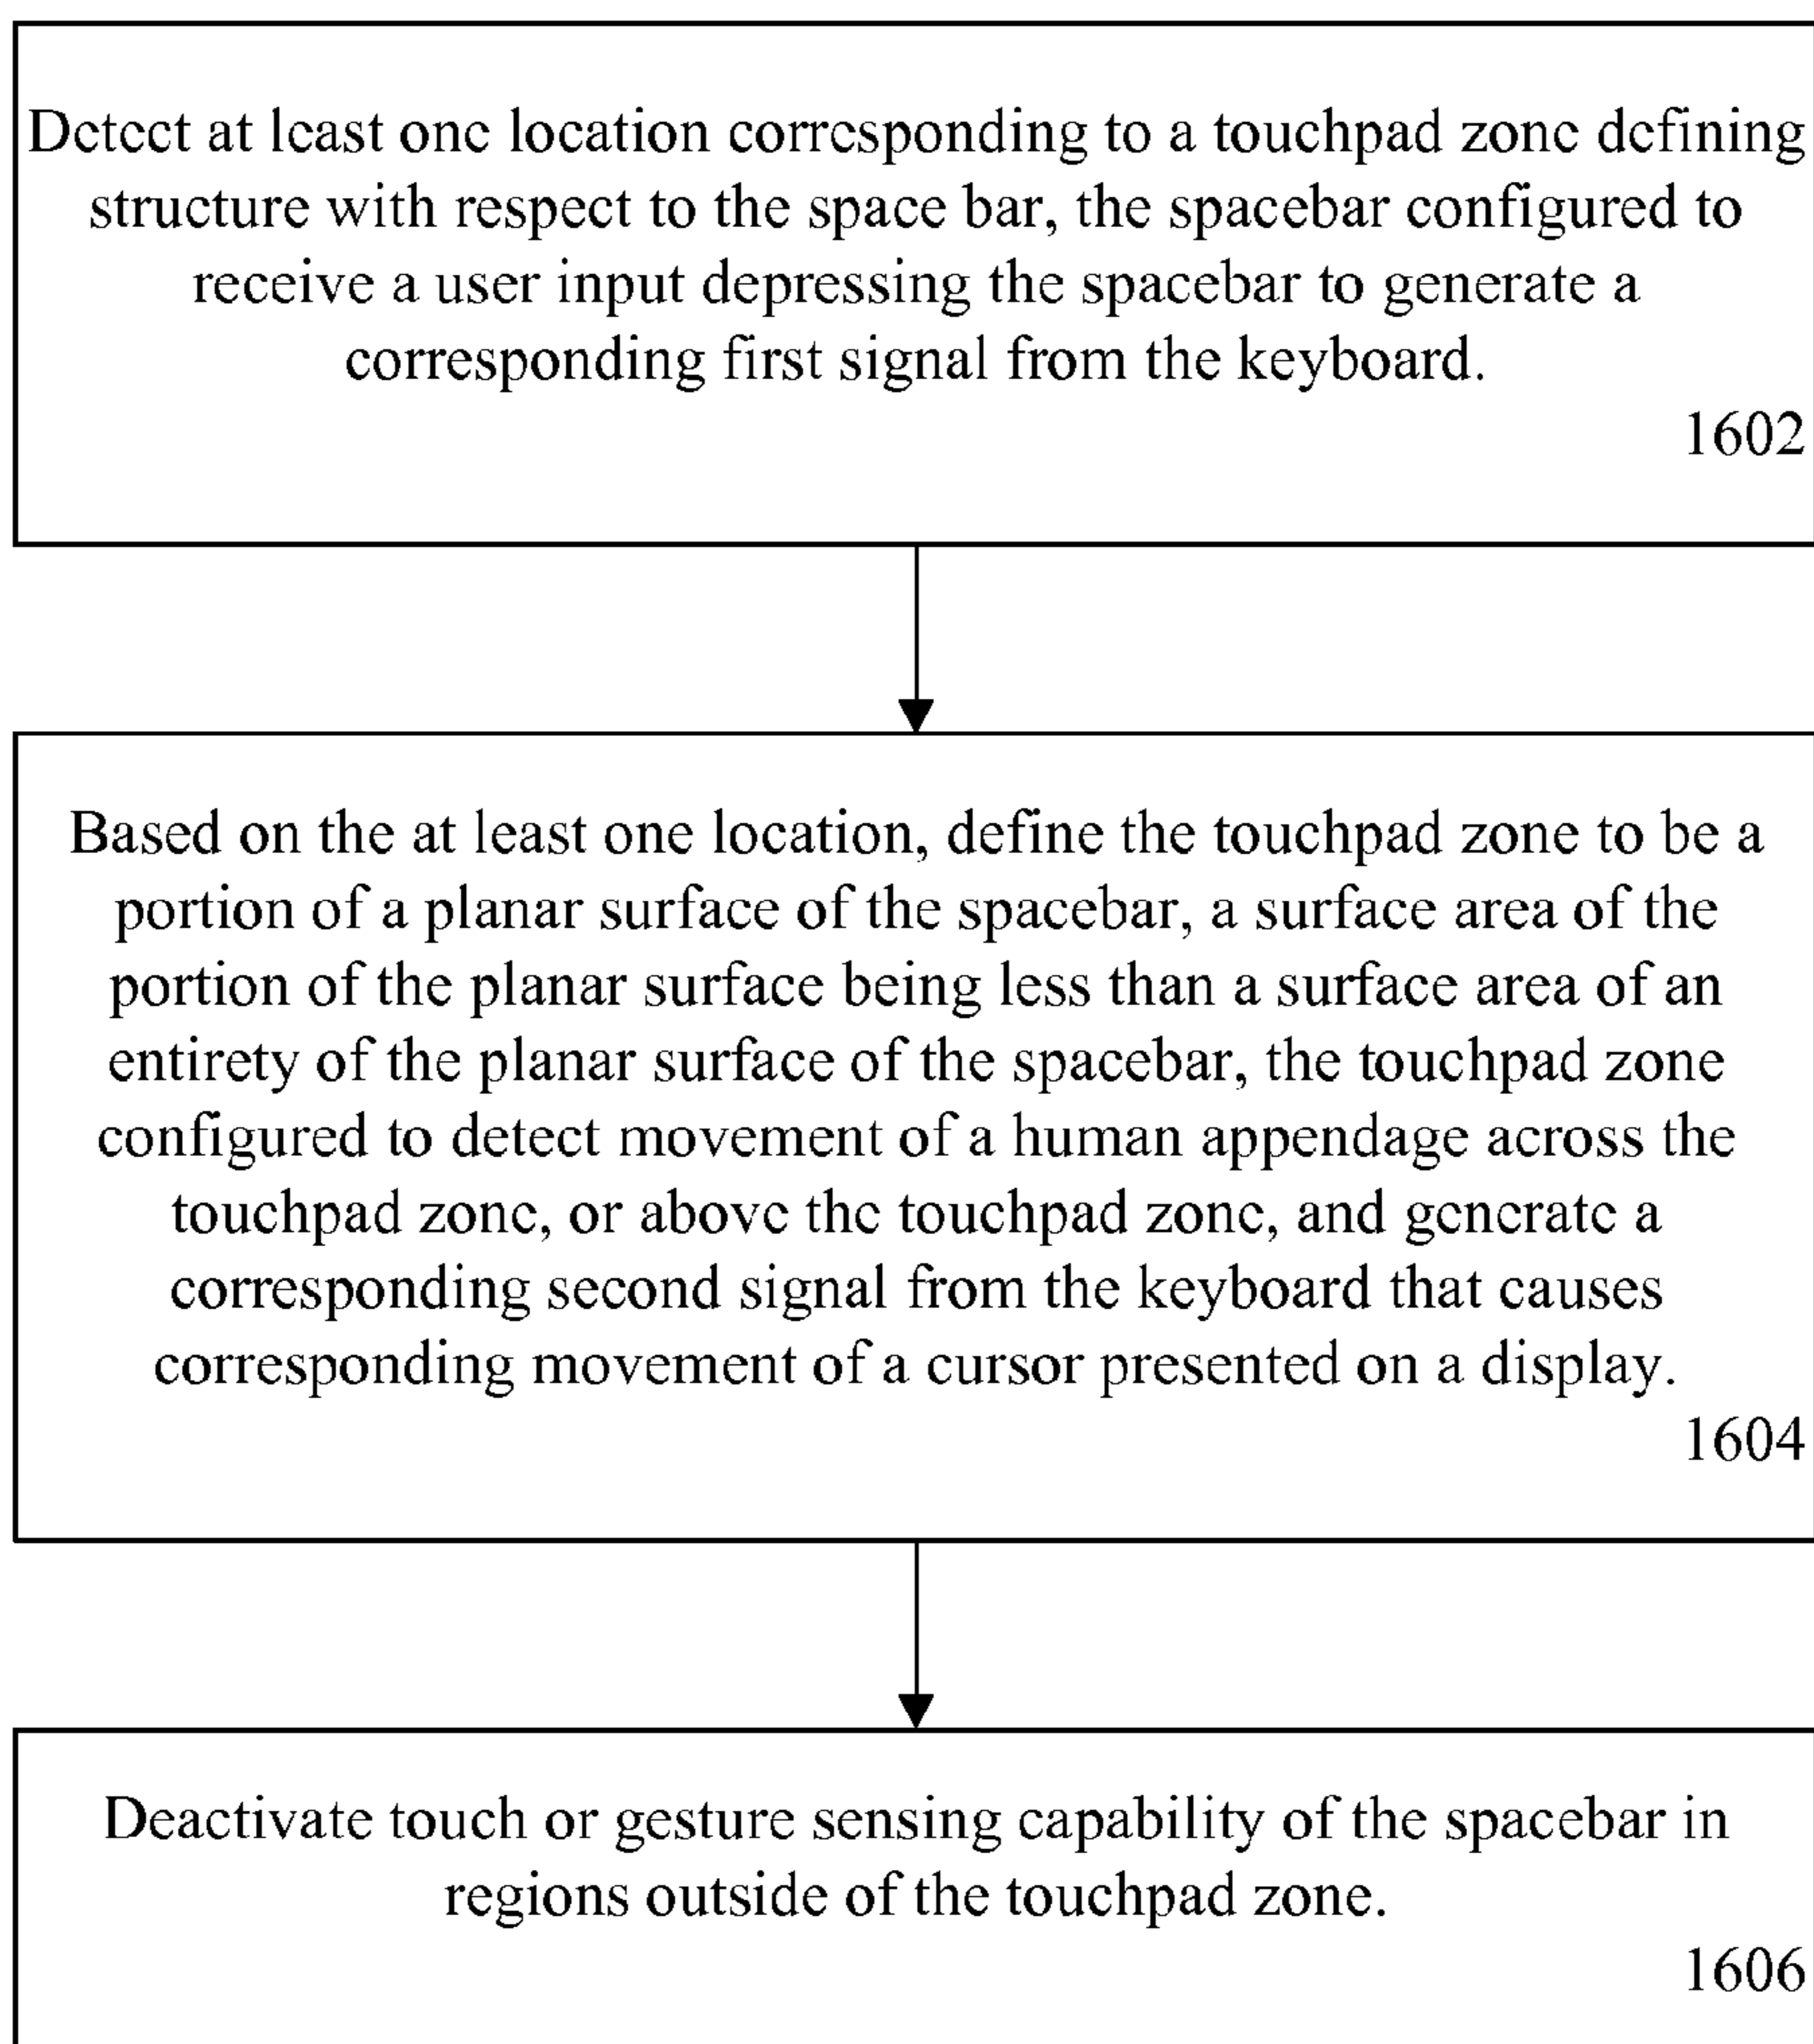 Detect at least one location corresponding to a touchpad zone defining
structure with respect to the space bar, the spacebar configured to
receive a user input depressing the spacebar to generate a
corresponding first signal from the keyboard.
1602
Based on the at least one location, define the touchpad zone to be a
portion of a planar surface of the spacebar, a surface area of the
portion of the planar surface being less than a surface area of an
entirety of the planar surface of the spacebar, the touchpad zone
configured to detect movement of a human appendage across the
touchpad zone, or above the touchpad zone, and generate a
corresponding second signal from the keyboard that causes
corresponding movement of a cursor presented on a display.
1604
Deactivate touch or gesture sensing capability of the spacebar in
regions outside of the touchpad zone.
1606